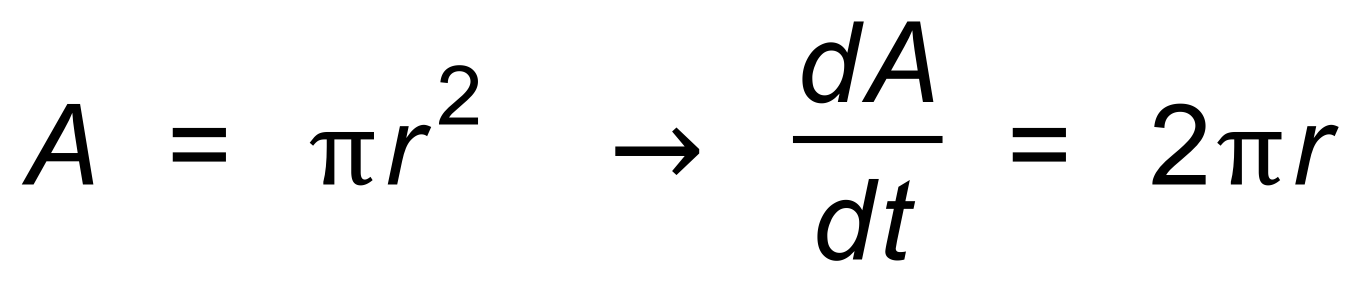 A = πr² → dA/dt = 2πr